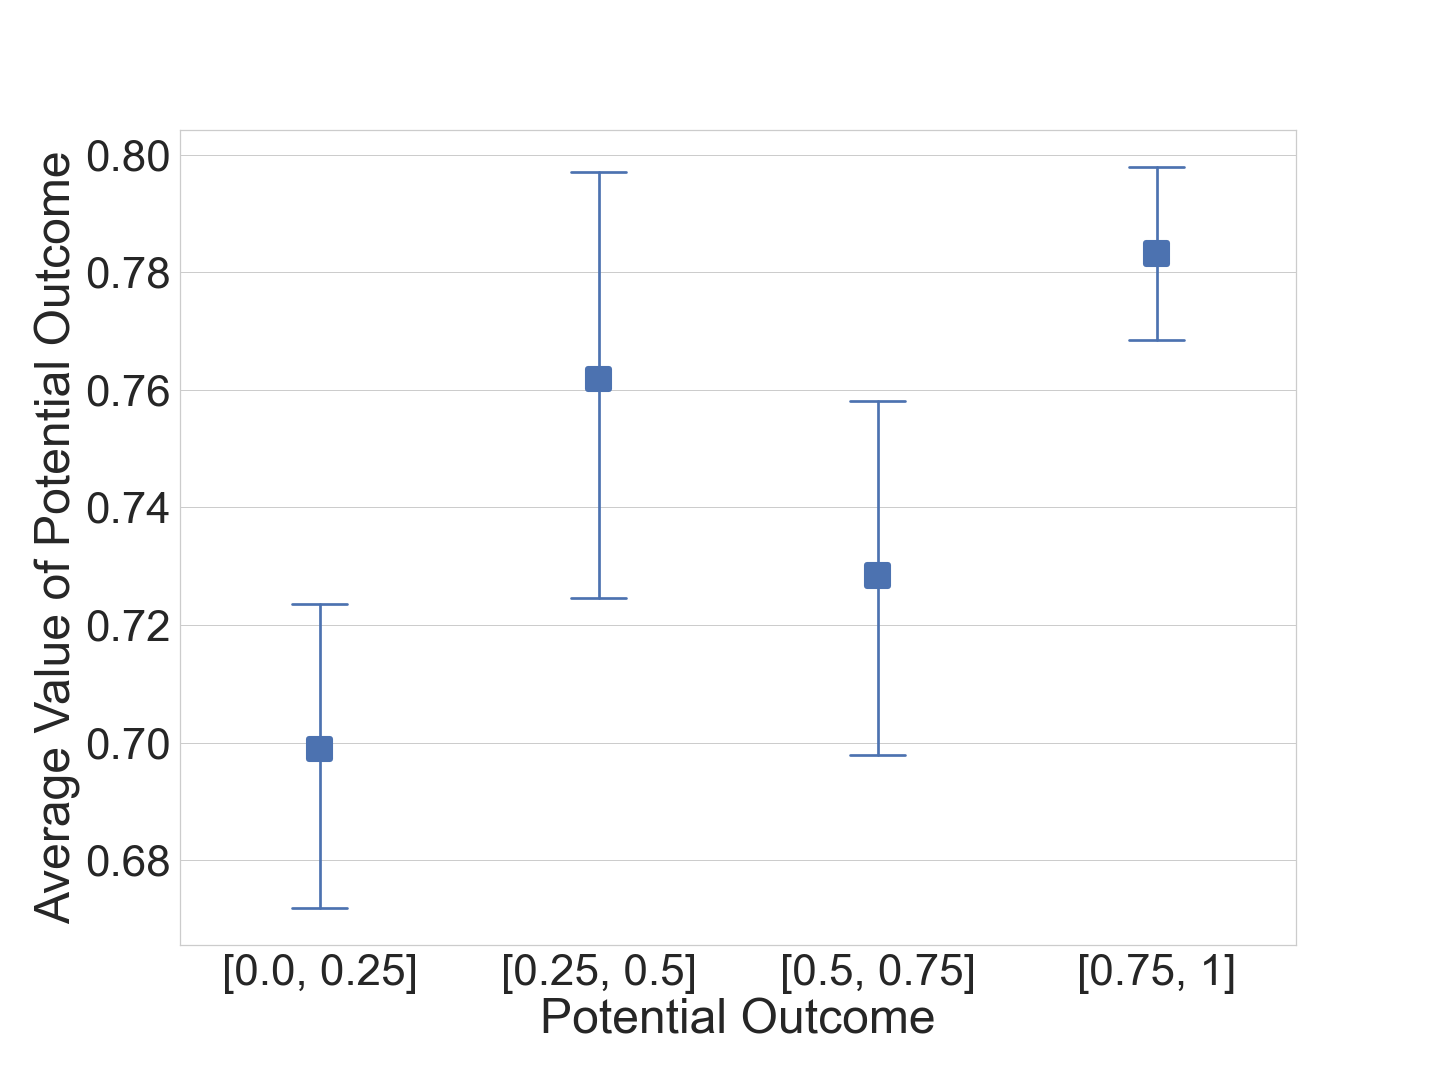 Average Value of Potential Outcome
0.80
0.78
0.76
0.74
0.72
0.70
0.68
[0.0, 0.25] [0.25, 0.5] [0.5, 0.75] [0.75, 1]
Potential Outcome